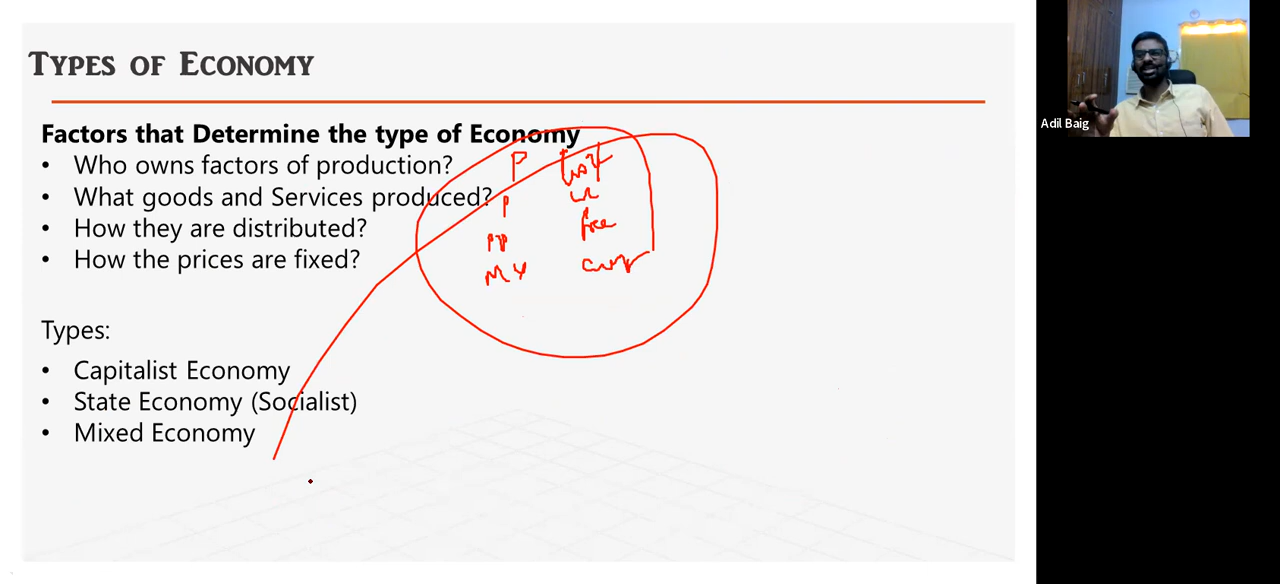 Types of Economy
Factors that Determine the type of Economy
• Who owns factors of production?
• What goods and Services produced?
• How they are distributed?
• How the prices are fixed?
P
P
PP
Free
Types:
• Capitalist Economy
• State Economy (Socialist)
• Mixed Economy
Adil Baig